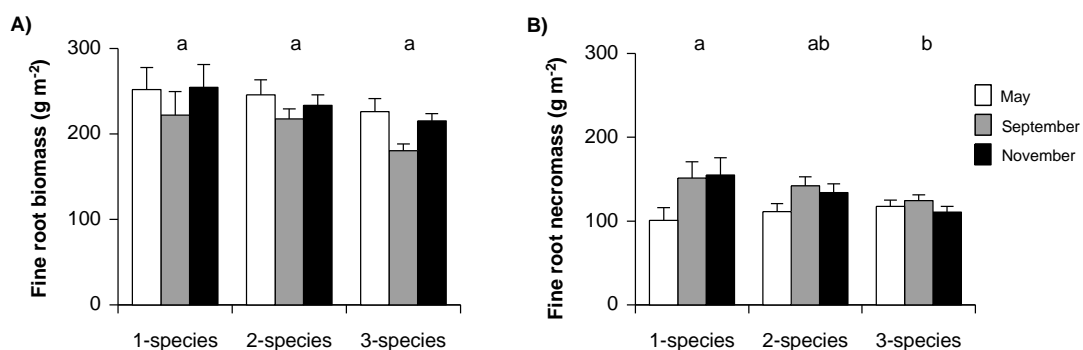 A)
Fine root biomass (g m-2)
300
200
100
0
a a a
1-species 2-species 3-species
B)
Fine root necromass (g m-2)
300
200
100
0
a ab b
1-species 2-species 3-species
May
September
November